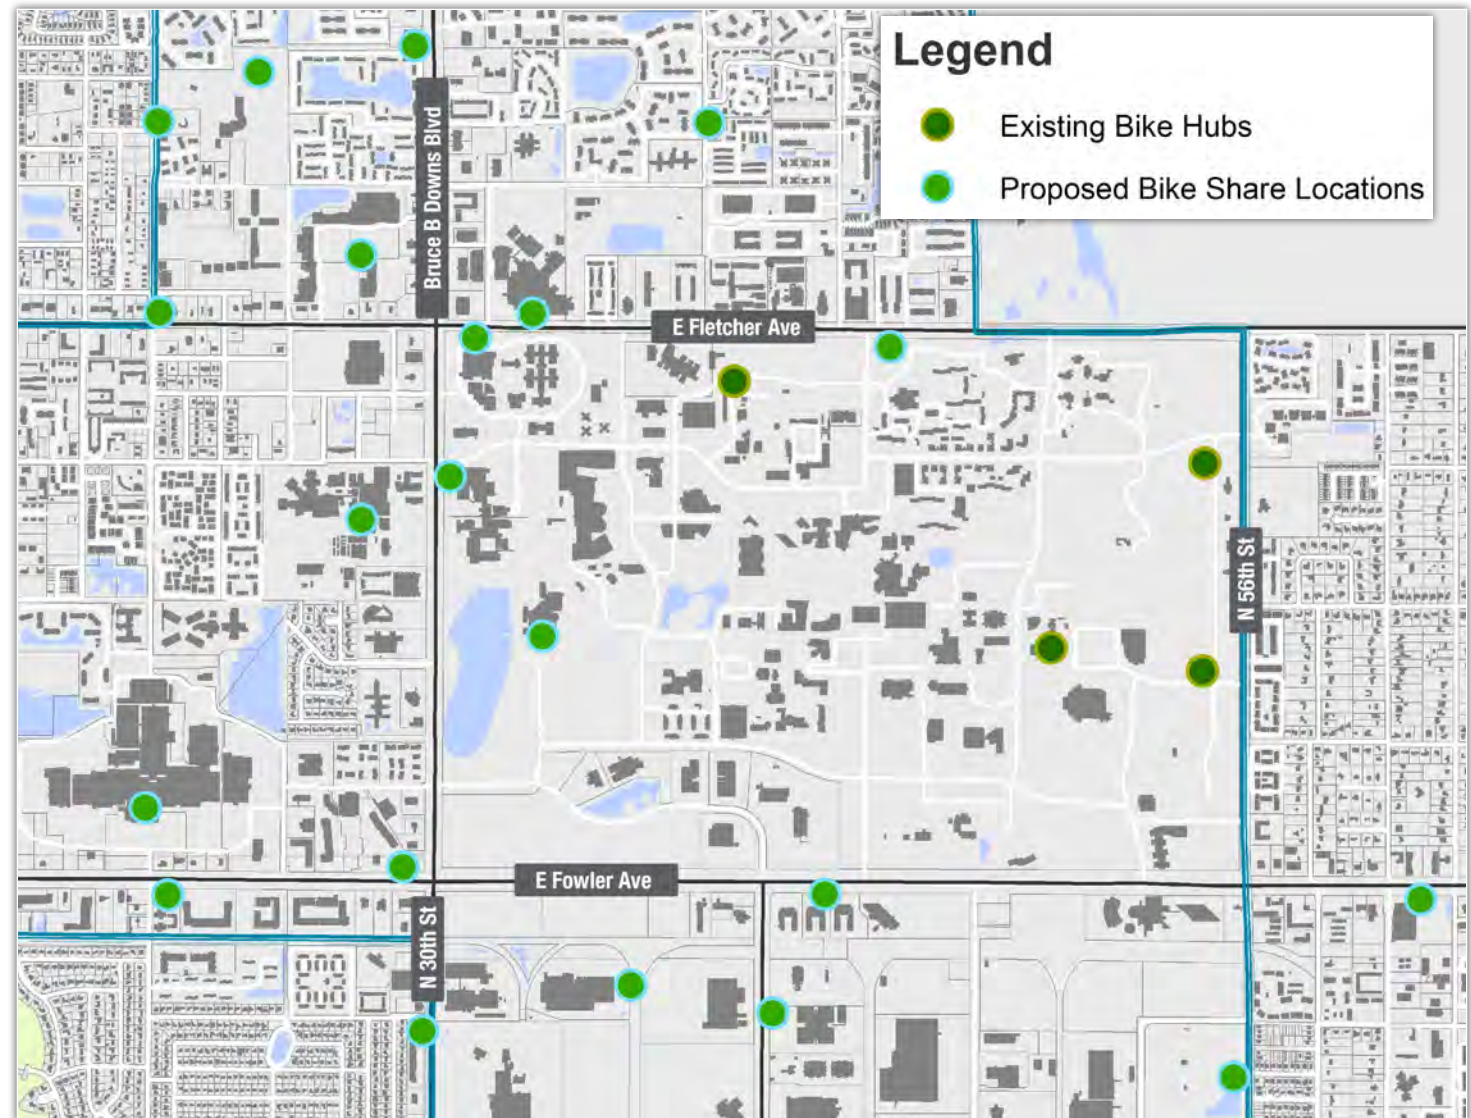 Legend
Existing Bike Hubs
Proposed Bike Share Locations
Bruce B Downs Blvd
E Fletcher Ave
N 56th St
E Fowler Ave
N 30th St